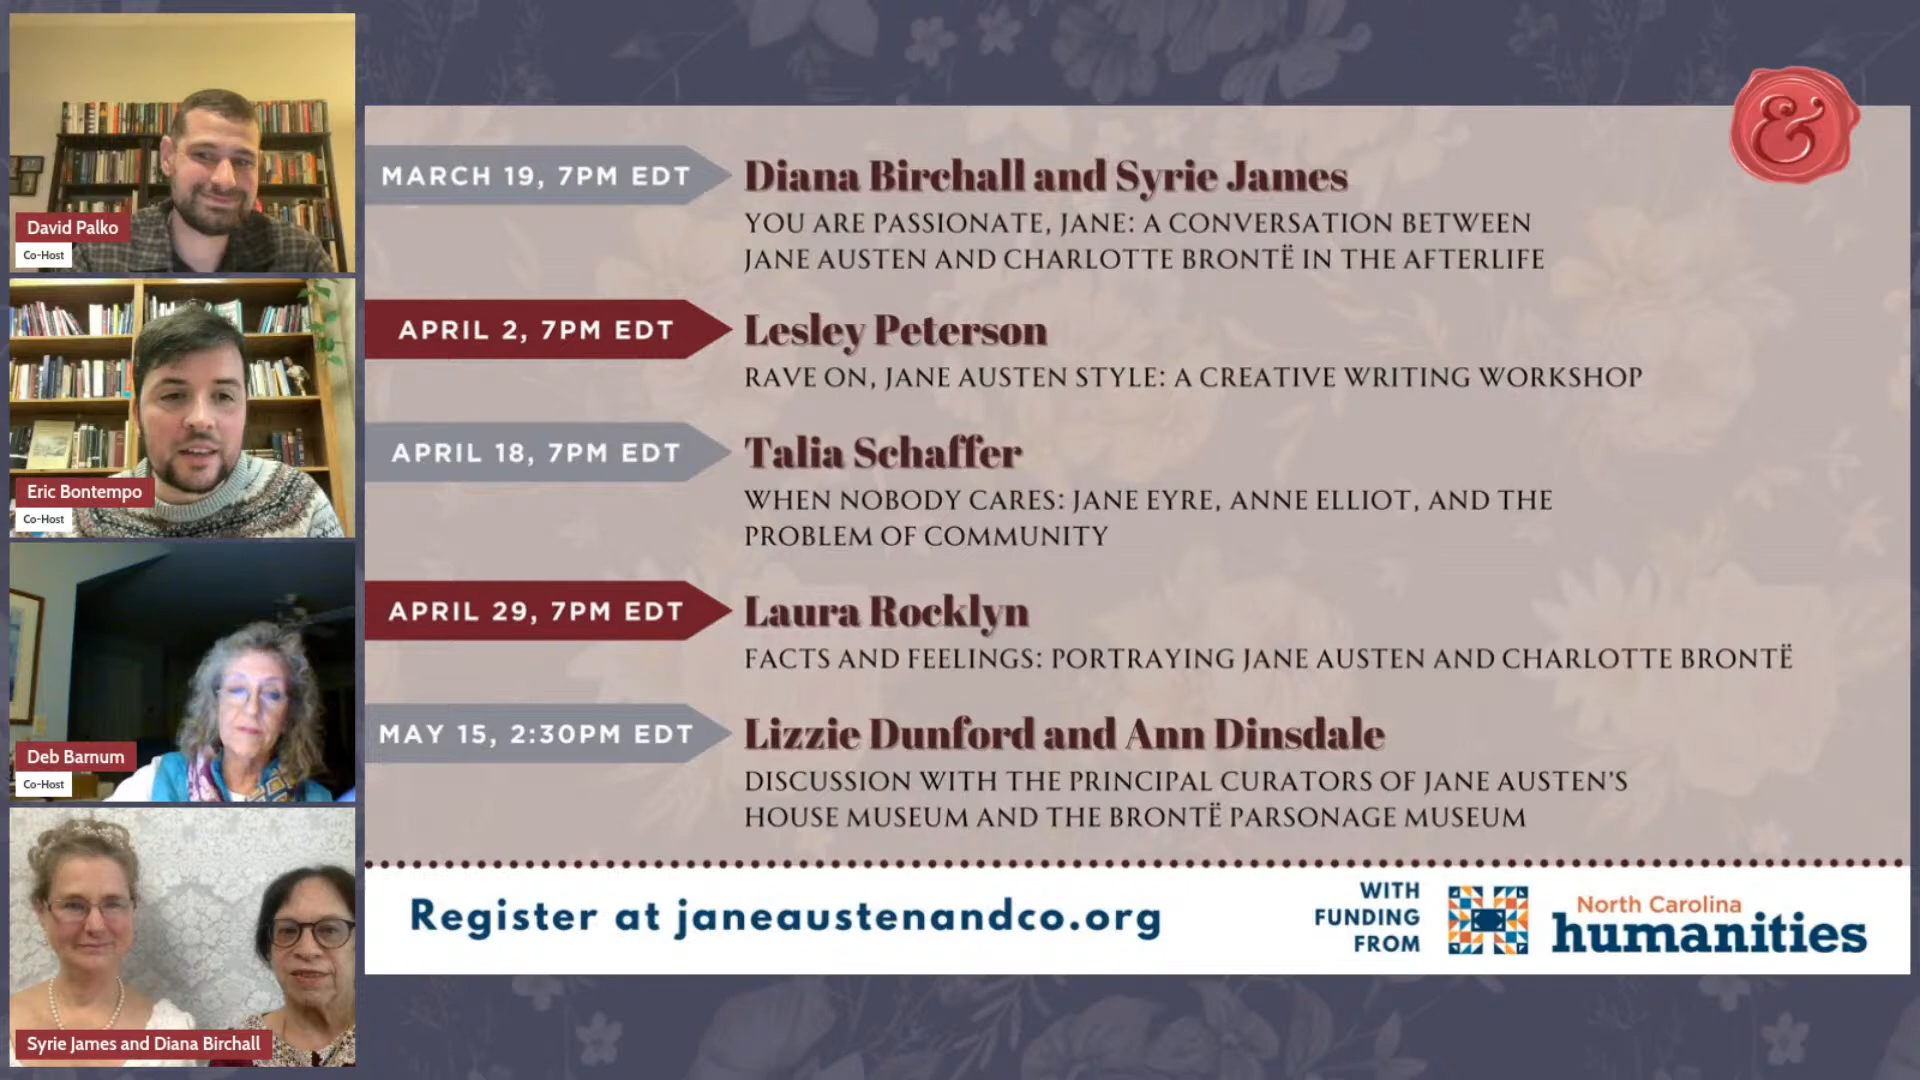 David Palko
Co-Host
Eric Bontempo
Co-Host
Deb Barnum
Co-Host
Syrie James and Diana Birchall
&
MARCH 19, 7PM EDT
Diana Birchall and Syrie James
YOU ARE PASSIONATE, JANE: A CONVERSATION BETWEEN
JANE AUSTEN AND CHARLOTTE BRONTË IN THE AFTERLIFE
APRIL 2, 7PM EDT
Lesley Peterson
RAVE ON, JANE AUSTEN STYLE: A CREATIVE WRITING WORKSHOP
APRIL 18, 7PM EDT
Talia Schaffer
WHEN NOBODY CARES: JANE EYRE, ANNE ELLIOT, AND THE
PROBLEM OF COMMUNITY
APRIL 29, 7PM EDT
Laura Rocklyn
FACTS AND FEELINGS: PORTRAYING JANE AUSTEN AND CHARLOTTE BRONTË
MAY 15, 2:30PM EDT
Lizzie Dunford and Ann Dinsdale
DISCUSSION WITH THE PRINCIPAL CURATORS OF JANE AUSTEN'S
HOUSE MUSEUM AND THE BRONTË PARSONAGE MUSEUM
Register at janeaustenandco.org
WITH
FUNDING
FROM
North Carolina
humanities